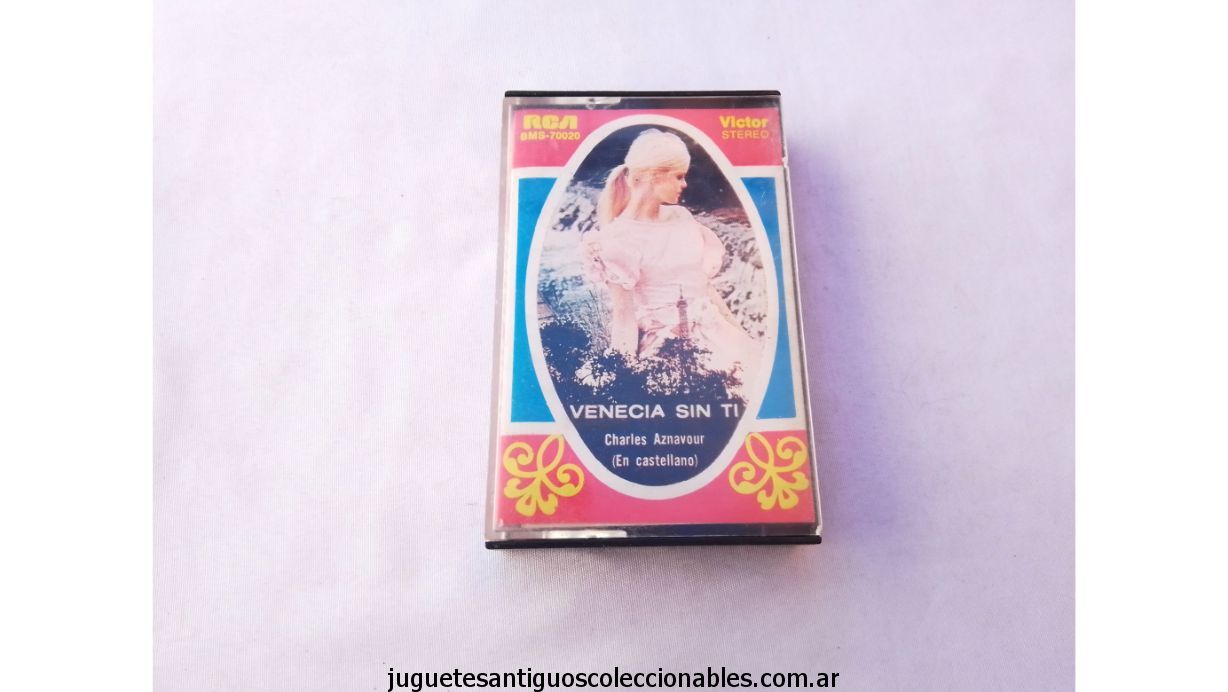 RCA
BMS-70020
Victor
STEREO
VENECIA SIN TI
Charles Aznavour
(En castellano)
juguetesantiguoscoleccionables.com.ar